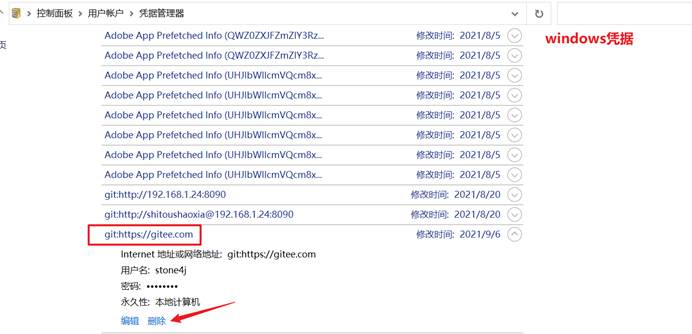 控制面板 › 用户帐户 › 凭据管理器
windows凭据
页
Adobe App Prefetched Info (QWZ0ZXJFZmZlY3Rz... 修改时间: 2021/8/5
Adobe App Prefetched Info (QWZ0ZXJFZmZlY3Rz... 修改时间: 2021/8/5
Adobe App Prefetched Info (UHJlbWllcmVQcm8x... 修改时间: 2021/8/5
Adobe App Prefetched Info (UHJlbWllcmVQcm8x... 修改时间: 2021/8/5
Adobe App Prefetched Info (UHJlbWllcmVQcm8x... 修改时间: 2021/8/5
Adobe App Prefetched Info (UHJlbWllcmVQcm8x... 修改时间: 2021/8/5
Adobe App Prefetched Info (UHJlbWllcmVQcm8x... 修改时间: 2021/8/5
Adobe App Prefetched Info (UHJlbWllcmVQcm8x... 修改时间: 2021/8/5
git:http://192.168.1.24:8090 修改时间: 2021/8/20
git:http://shitoushaoxia@192.168.1.24:8090 修改时间: 2021/8/20
git:https://gitee.com 修改时间: 2021/9/6
Internet 地址或网络地址: git:https://gitee.com
用户名: stone4j
密码: ••••••••
永久性: 本地计算机
编辑 删除